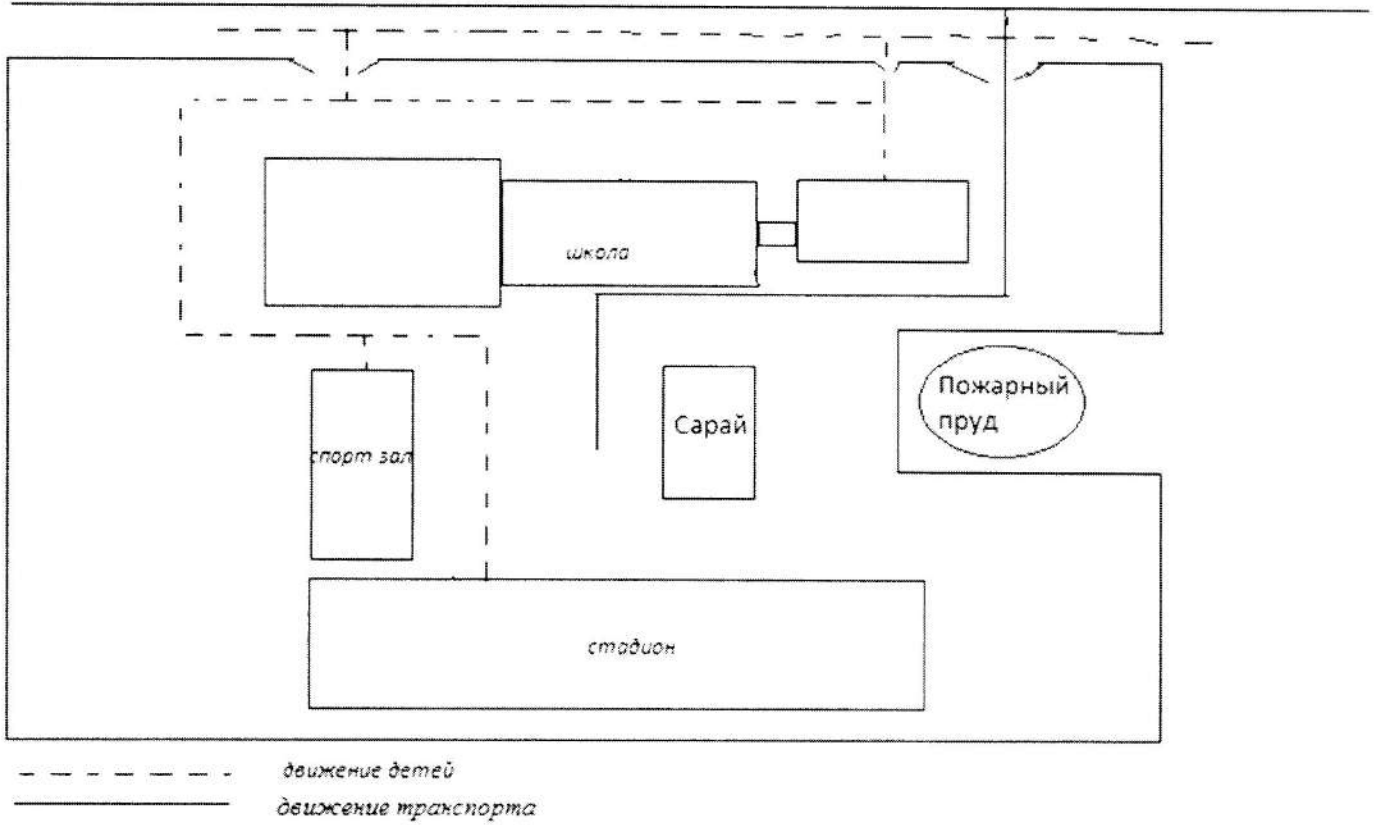 школа
Пожарный
пруд
Сарай
спорт зал
стадион
движение детей
движение транспорта